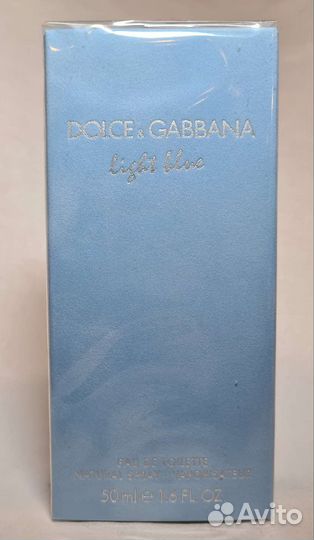 DOLCE & GABBANA
light blue
EAU DE TOILETTE
NATURAL SPRAY VAPORISATEUR
50 ml e 1.6 FL. OZ.
Avito